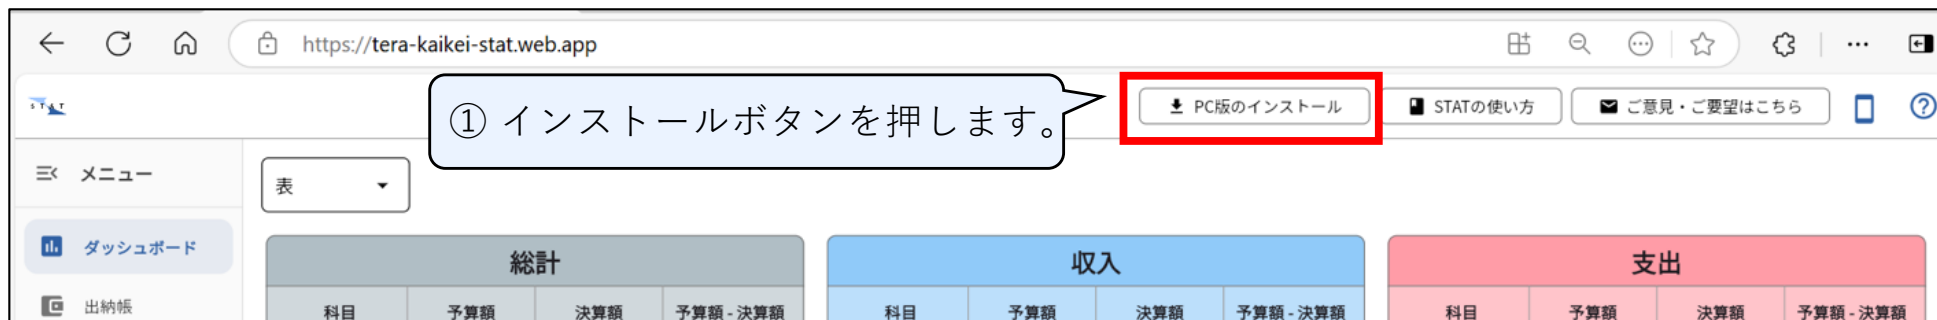 https://tera-kaikei-stat.web.app
STAT
① インストールボタンを押します。
PC版のインストール
STATの使い方
ご意見・ご要望はこちら
メニュー
表
ダッシュボード
出納帳
総計
科目 予算額 決算額 予算額 - 決算額
収入
科目 予算額 決算額 予算額 - 決算額
支出
科目 予算額 決算額 予算額 - 決算額